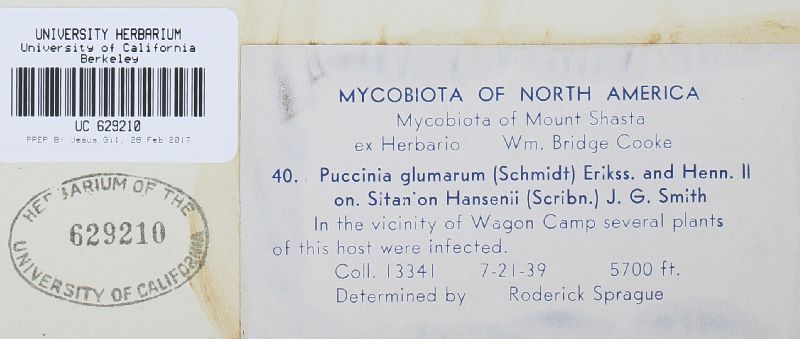 UNIVERSITY HERBARIUM
University of California
Berkeley
UC 629210
PREP BY Jesus Gil, 28 Feb 2017
HERBARIUM OF THE
629210
UNIVERSITY OF CALIFORNIA
MYCOBIOTA OF NORTH AMERICA
Mycobiota of Mount Shasta
ex Herbario Wm. Bridge Cooke
40. Puccinia glumarum (Schmidt) Erikss. and Henn. II
on. Sitan'on Hansenii (Scribn.) J. G. Smith
In the vicinity of Wagon Camp several plants
of this host were infected.
Coll. 13341 7-21-39 5700 ft.
Determined by Roderick Sprague